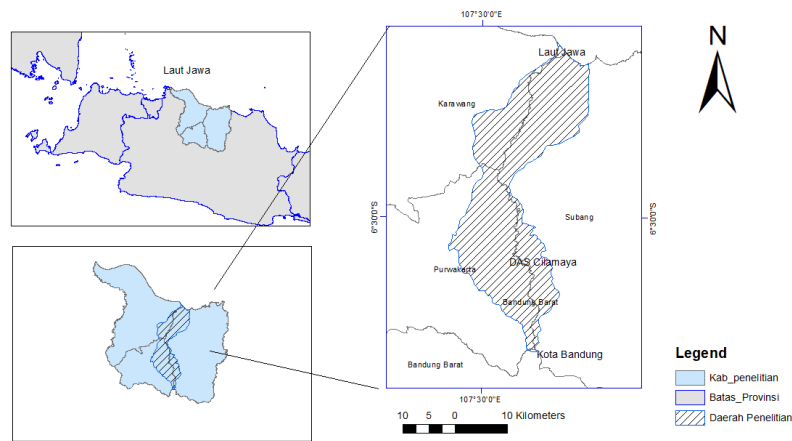 Laut Jawa
107°30'0"E
Laut Jawa
Karawang
6°30'0"S
Subang
6°30'0"S
DAS Cilamaya
Purwakarta
Bandung Barat
Kota Bandung
Bandung Barat
107°30'0"E
N
Legend
Kab_penelitian
Batas_Provinsi
Daerah Penelitian
10 5 0 10 Kilometers